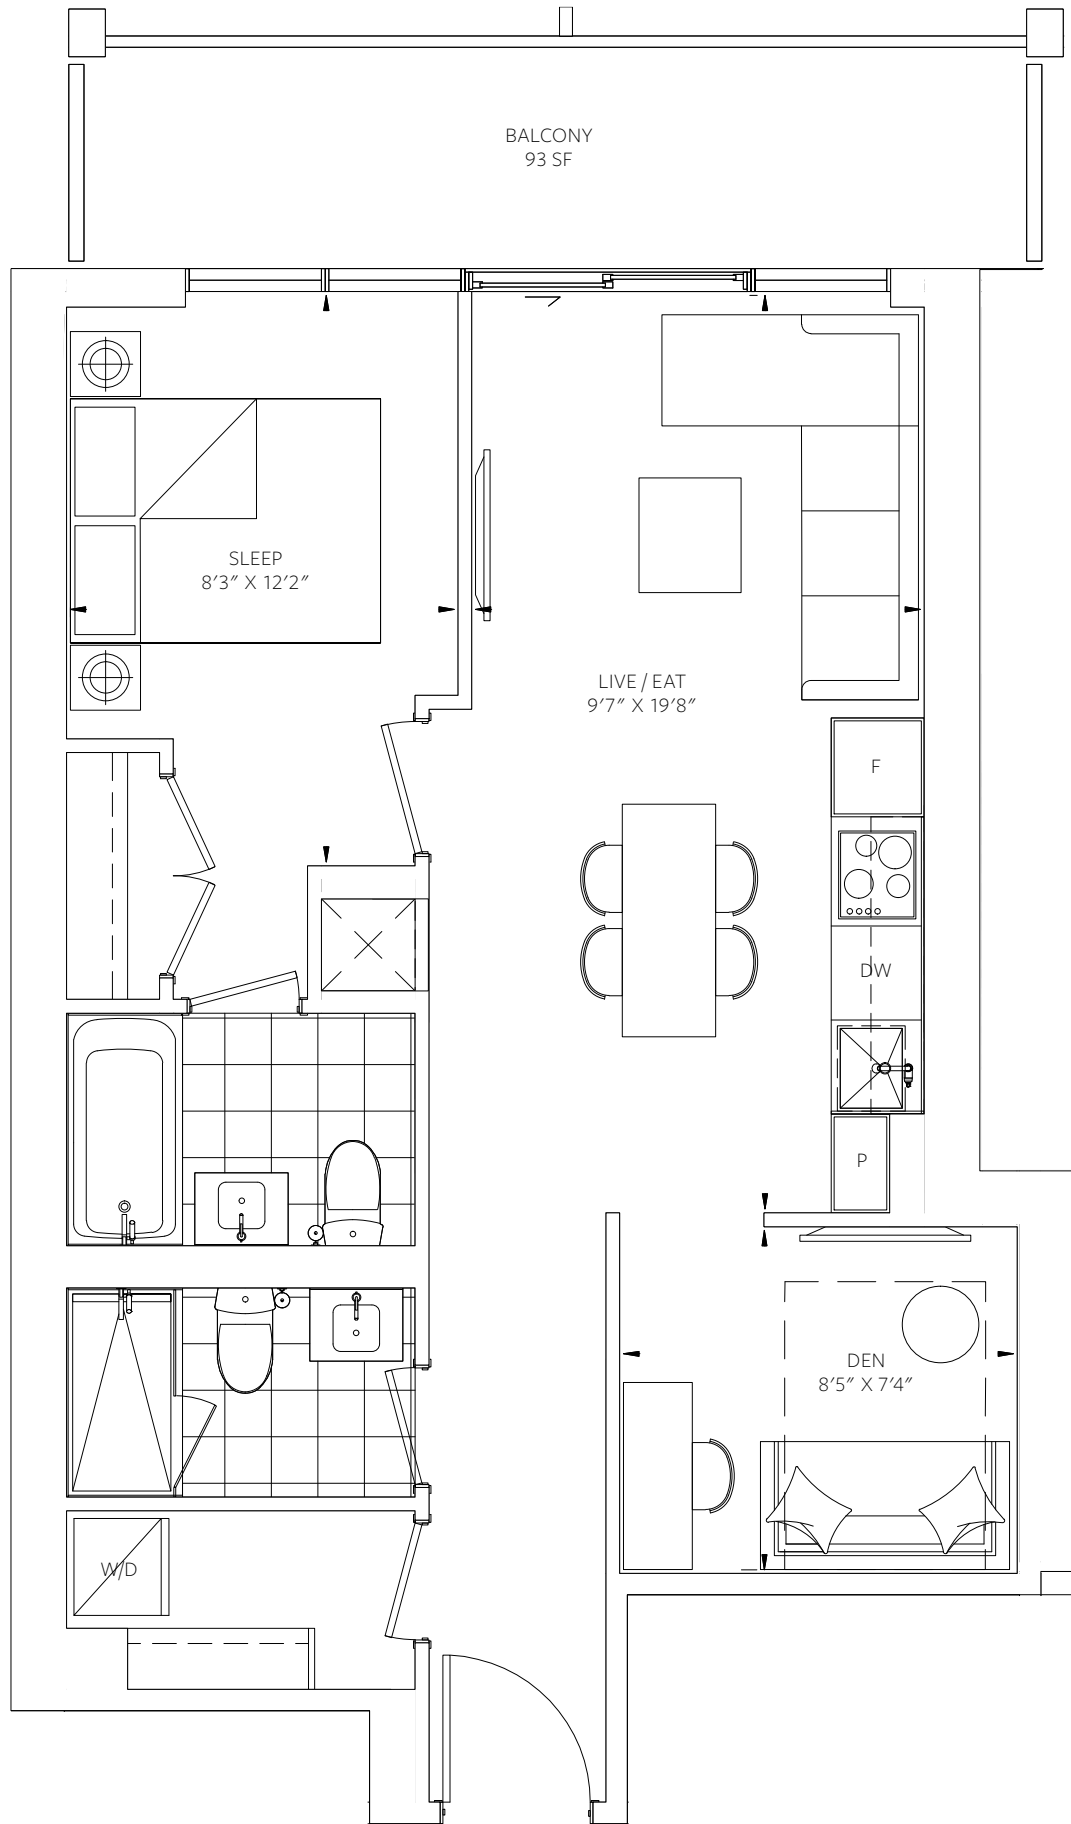 BALCONY
93 SF
SLEEP
8′3″ X 12′2″
LIVE / EAT
9′7″ X 19′8″
F
DW
P
DEN
8′5″ X 7′4″
W/D